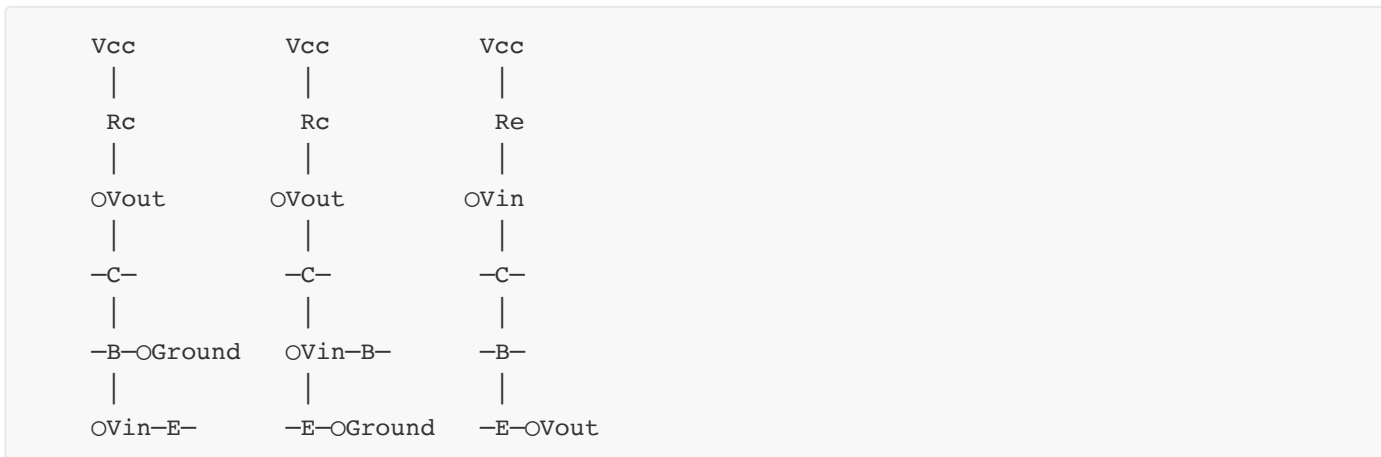 Vcc Vcc Vcc
│ │ │
Rc Rc Re
│ │ │
○Vout ○Vout ○Vin
│ │ │
─C─ ─C─ ─C─
│ │ │
─B─○Ground ○Vin─B─ ─B─
│ │ │
○Vin─E─ ─E─○Ground ─E─○Vout